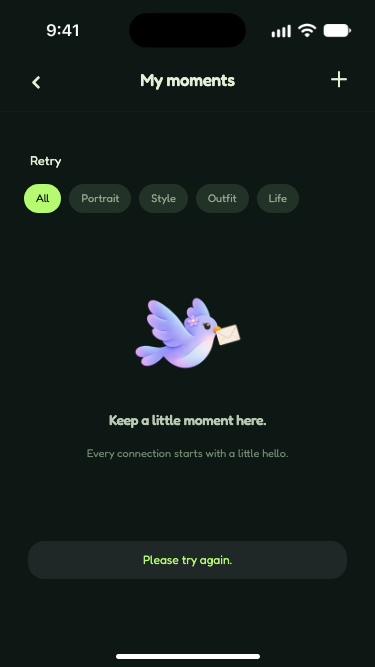 9:41
My moments
Retry
All
Portrait
Style
Outfit
Life
Keep a little moment here.
Every connection starts with a little hello.
Please try again.